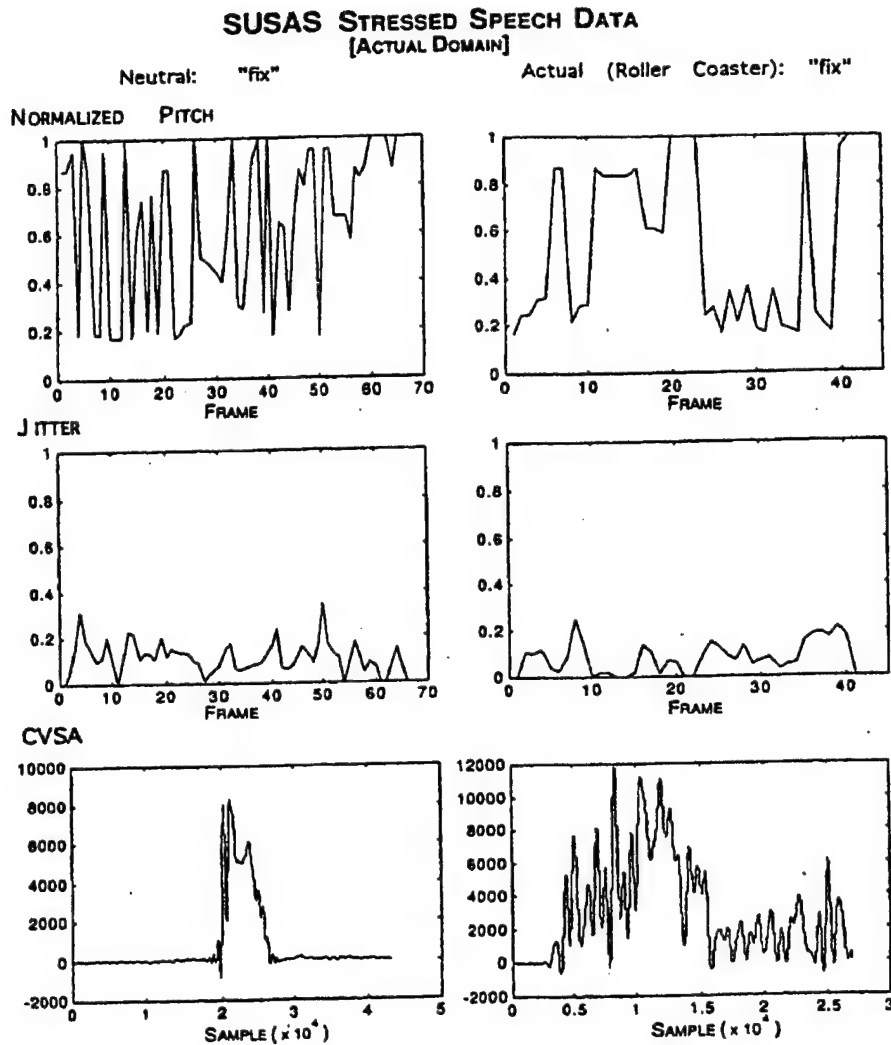 SUSAS STRESSED SPEECH DATA
[ACTUAL DOMAIN]
Neutral: "fix"
Actual (Roller Coaster): "fix"
NORMALIZED PITCH
1
0.8
0.6
0.4
0.2
0
0 10 20 30 40 50 60 70
FRAME
1
0.8
0.6
0.4
0.2
0
0 10 20 30 40
FRAME
JITTER
1
0.8
0.6
0.4
0.2
0
0 10 20 30 40 50 60 70
FRAME
1
0.8
0.6
0.4
0.2
0
0 10 20 30 40
FRAME
CVSA
10000
8000
6000
4000
2000
0
-2000
0 1 2 3 4 5
SAMPLE (x 10^4)
12000
10000
8000
6000
4000
2000
0
-2000
0 0.5 1 1.5 2 2.5 3
SAMPLE (x 10^4)